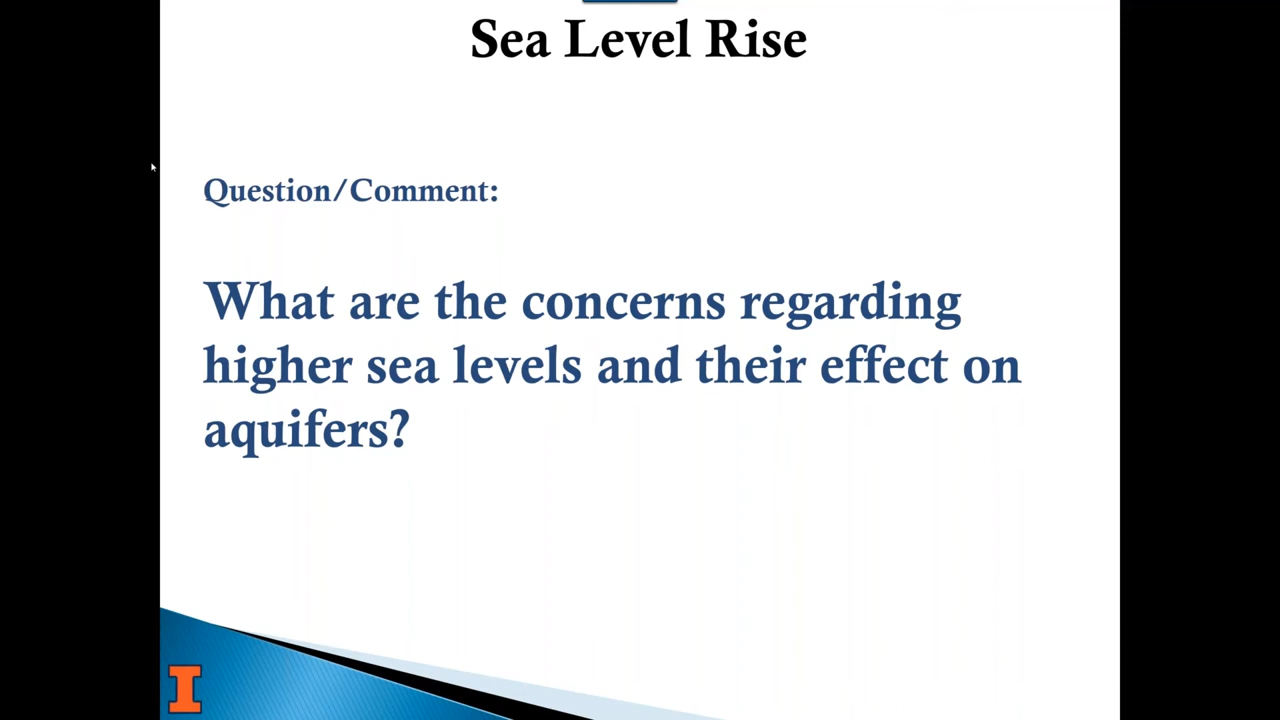 Sea Level Rise
Question/Comment:
What are the concerns regarding
higher sea levels and their effect on
aquifers?
I